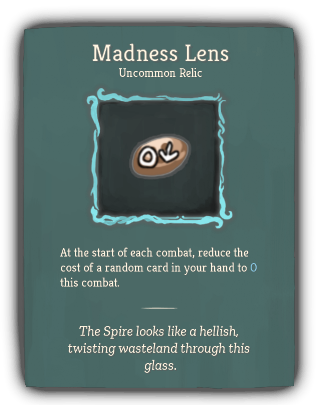 Madness Lens
Uncommon Relic
At the start of each combat, reduce the
cost of a random card in your hand to 0
this combat.
The Spire looks like a hellish,
twisting wasteland through this
glass.